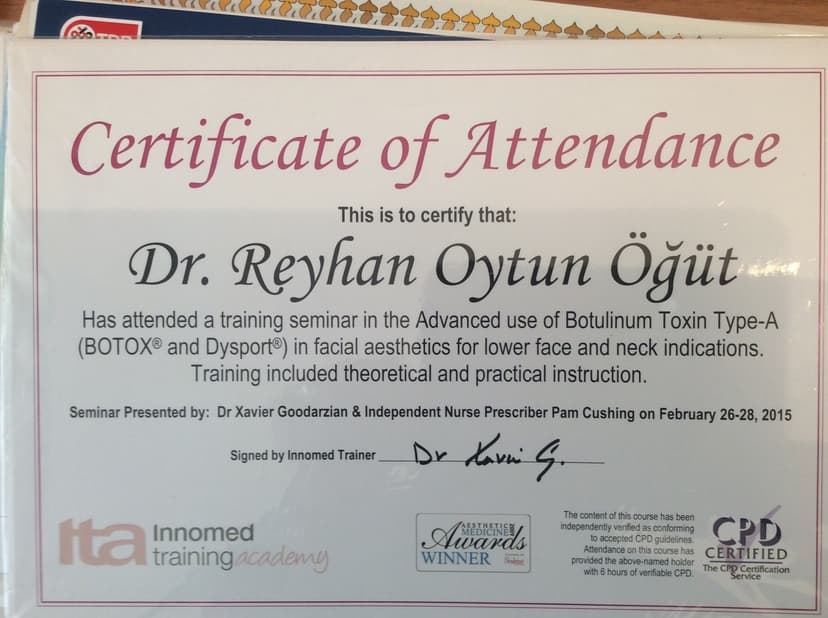 Certificate of Attendance
This is to certify that:
Dr. Reyhan Oytun Öğüt
Has attended a training seminar in the Advanced use of Botulinum Toxin Type-A
(BOTOX® and Dysport®) in facial aesthetics for lower face and neck indications.
Training included theoretical and practical instruction.
Seminar Presented by: Dr Xavier Goodarzian & Independent Nurse Prescriber Pam Cushing on February 26-28, 2015
Signed by Innomed Trainer Dr Xavi G.
ita Innomed
training academy
AESTHETIC
MEDICINE
Awards
WINNER
The content of this course has been
independently verified as conforming
to accepted CPD guidelines.
Attendance on this course has
provided the above-named holder
with 6 hours of verifiable CPD.
CPD
CERTIFIED
The CPD Certification
Service